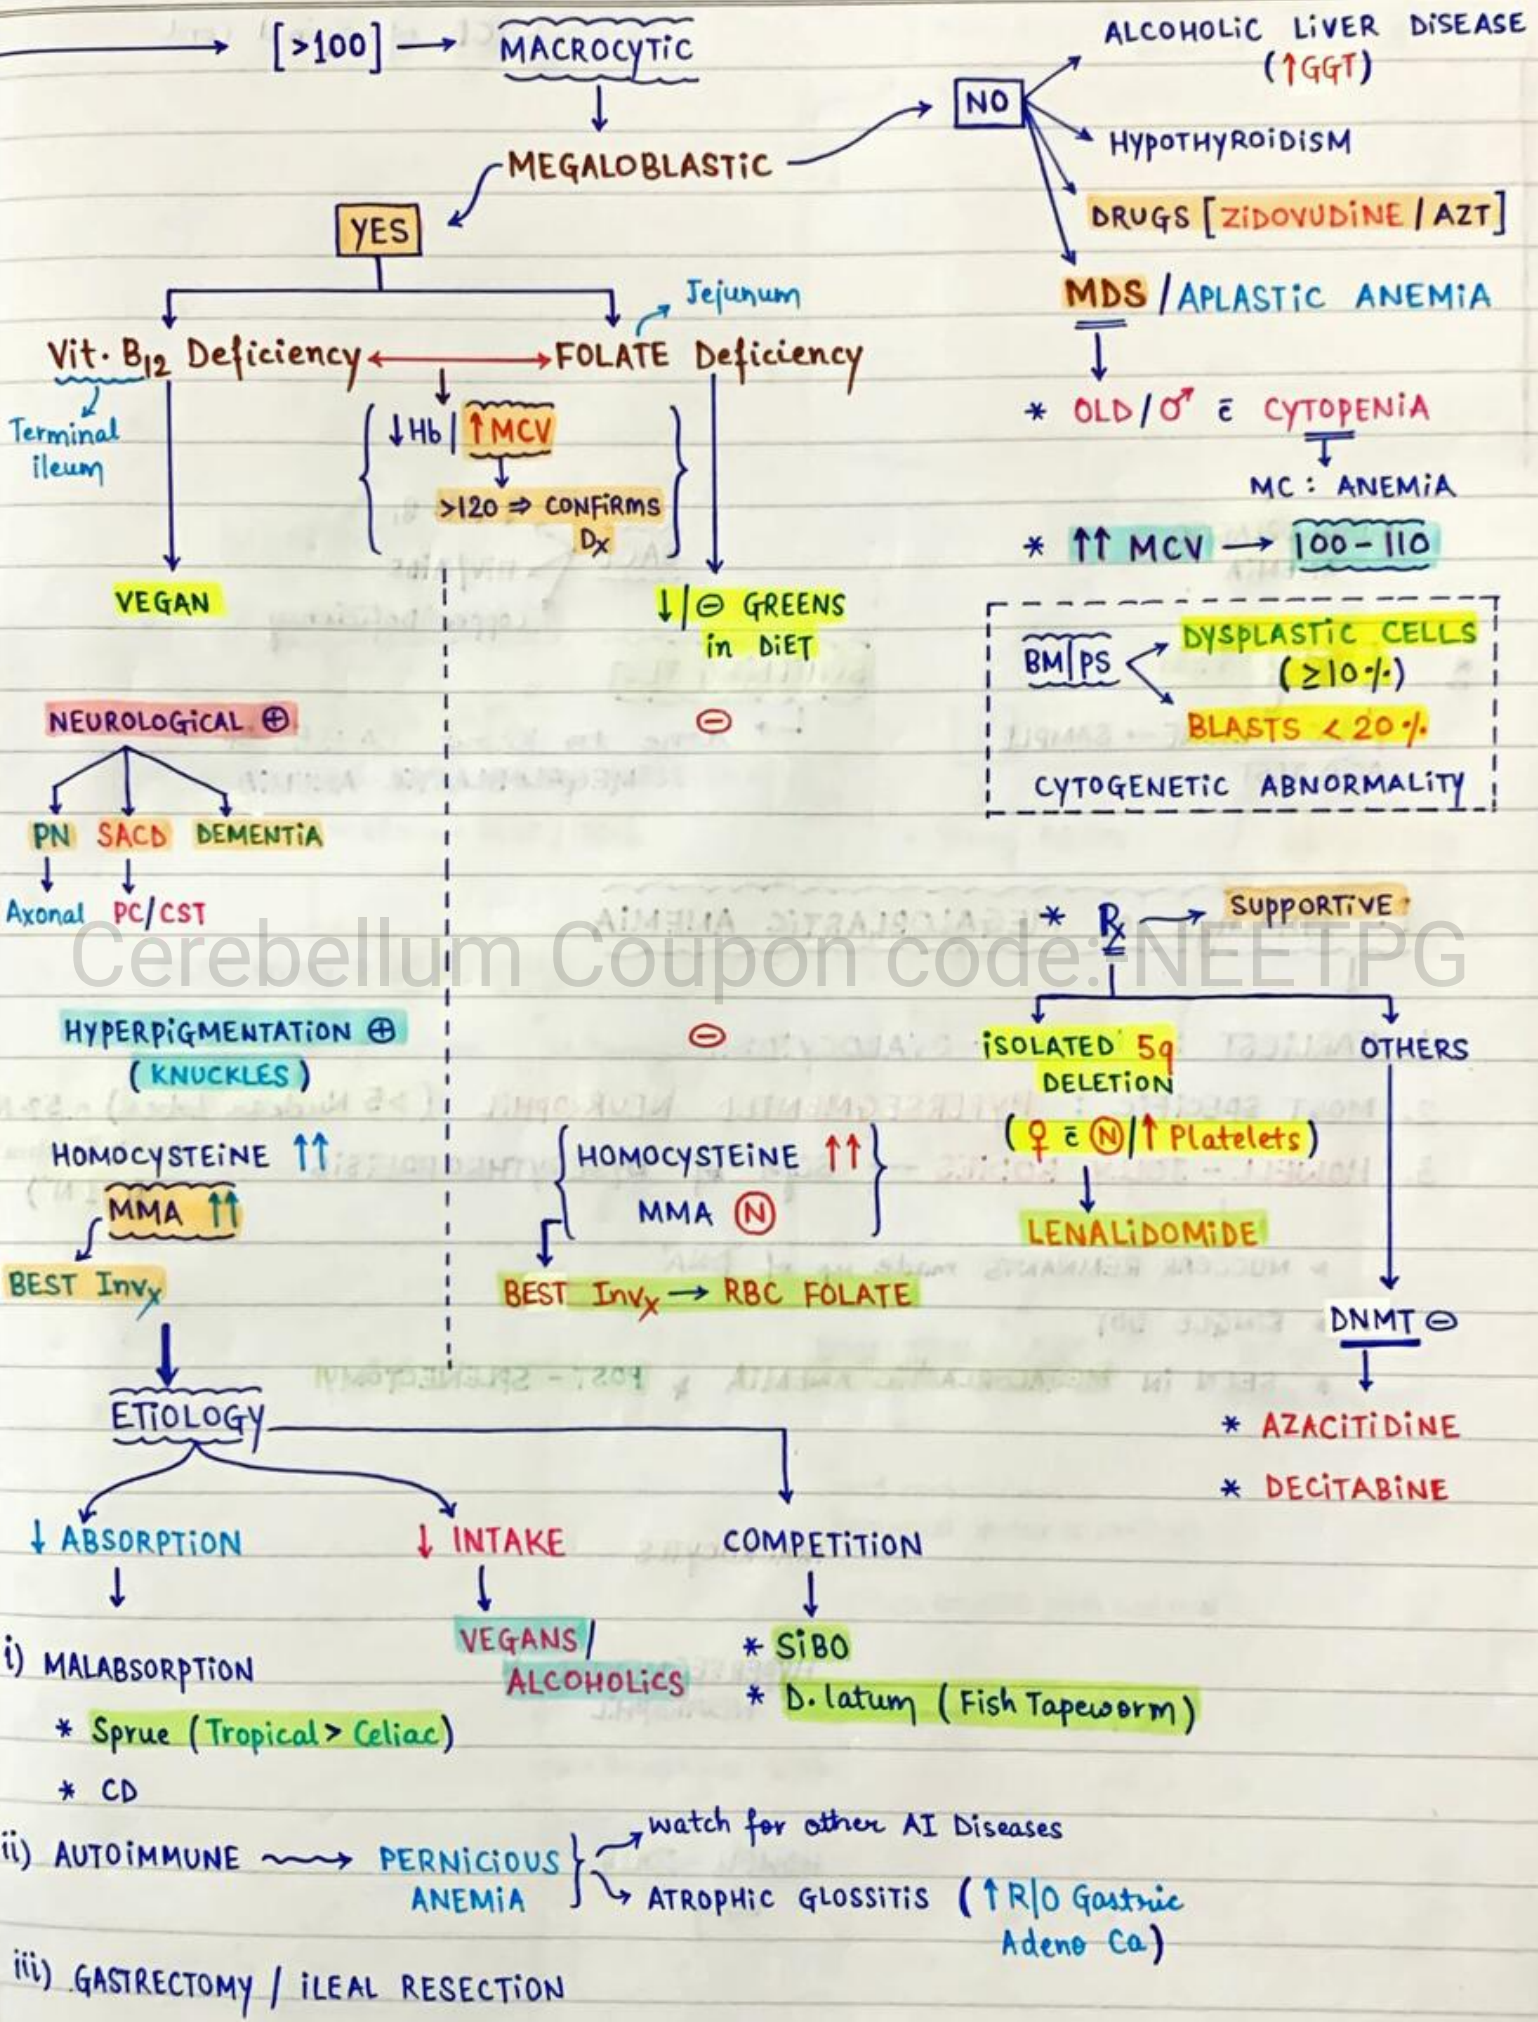 [>100] → MACROCYTIC
MEGALOBLASTIC
YES
NO
ALCOHOLIC LIVER DISEASE
(↑GGT)
HYPOTHYROIDISM
DRUGS [ZIDOVUDINE / AZT]
MDS / APLASTIC ANEMIA
* OLD/♂ c̄ CYTOPENIA
MC : ANEMIA
* ↑↑ MCV → 100-110
BM|PS
DYSPLASTIC CELLS
(≥10%)
BLASTS < 20%
CYTOGENETIC ABNORMALITY
* Rx → SUPPORTIVE
ISOLATED 5q
DELETION
(♀ c̄ Ⓝ/↑ Platelets)
LENALIDOMIDE
OTHERS
DNMT ⊖
* AZACITIDINE
* DECITABINE
Jejunum
Vit. B12 Deficiency ↔ FOLATE Deficiency
Terminal
ileum
↓Hb | ↑MCV
>120 ⇒ CONFIRMS
Dx
VEGAN
↓/⊖ GREENS
in DIET
NEUROLOGICAL ⊕
⊖
PN SACD DEMENTIA
Axonal PC/CST
Cerebellum Coupon code:-NEETPG
HYPERPIGMENTATION ⊕
(KNUCKLES)
⊖
HOMOCYSTEINE ↑↑
MMA ↑↑
BEST Invx
HOMOCYSTEINE ↑↑
MMA Ⓝ
BEST Invx → RBC FOLATE
ETIOLOGY
↓ ABSORPTION
↓ INTAKE
COMPETITION
VEGANS/
ALCOHOLICS
* SIBO
* D. latum (Fish Tapeworm)
i) MALABSORPTION
* Sprue (Tropical > Celiac)
* CD
ii) AUTOIMMUNE → PERNICIOUS
ANEMIA
watch for other AI Diseases
ATROPHIC GLOSSITIS (↑R/O Gastric
Adeno Ca)
iii) GASTRECTOMY / ILEAL RESECTION